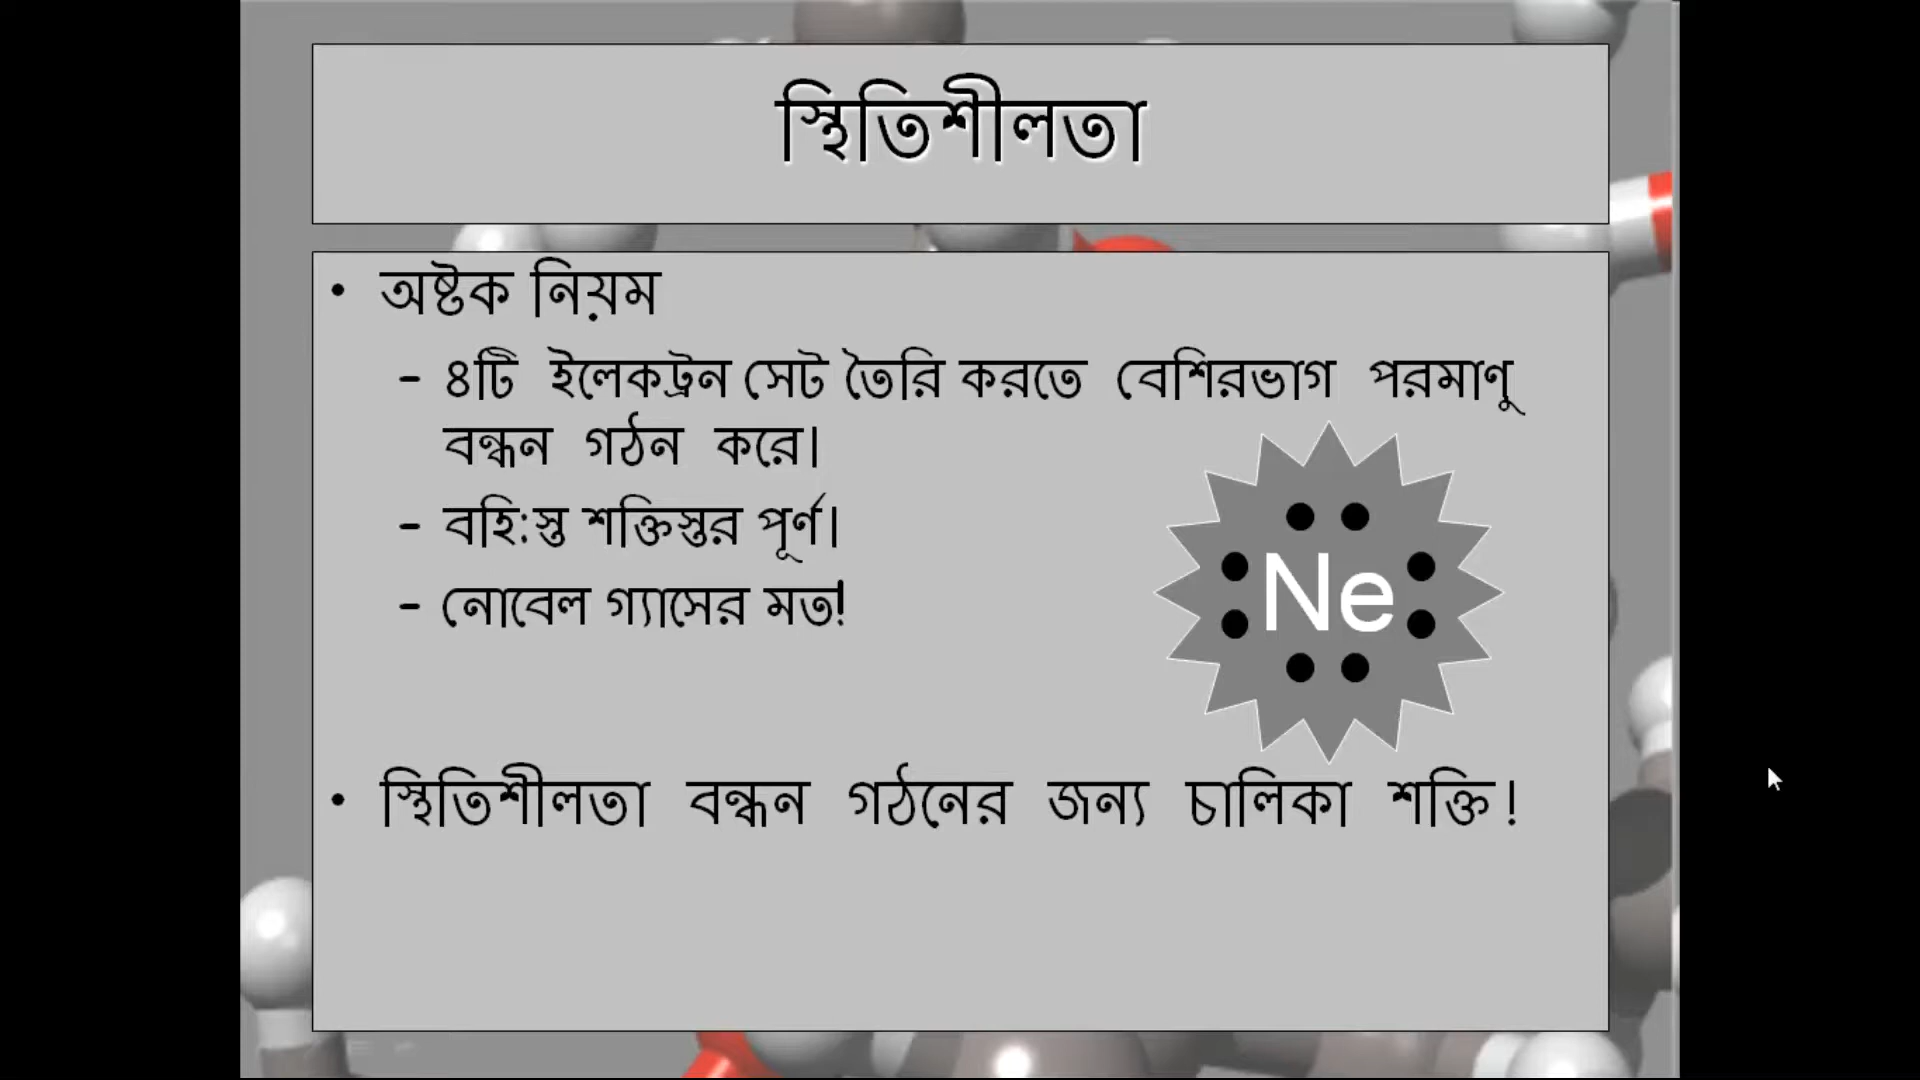 স্থিতিশীলতা
• অষ্টক নিয়ম
– ৪টি ইলেকট্রন সেট তৈরি করতে বেশিরভাগ পরমাণু
বন্ধন গঠন করে।
– বহি:স্ত শক্তিস্তর পূর্ণ।
– নোবেল গ্যাসের মত!
Ne
• স্থিতিশীলতা বন্ধন গঠনের জন্য চালিকা শক্তি!